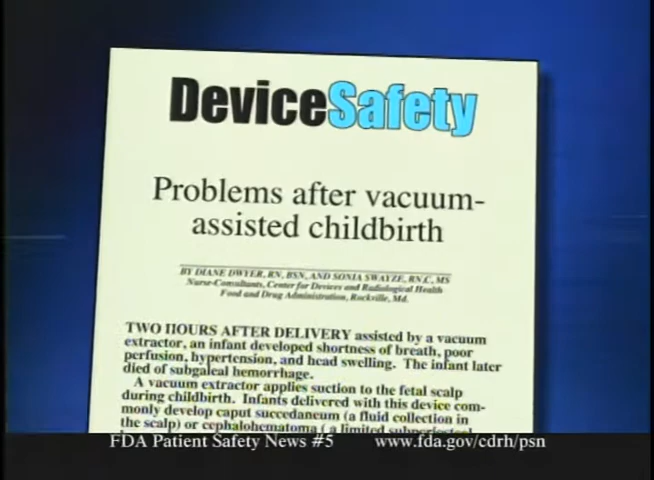 DeviceSafety
Problems after vacuum-
assisted childbirth
BY DIANE DWYER, RN, BSN, AND SONIA SWAYZE, RN,C, MS
Nurse-Consultants, Center for Devices and Radiological Health
Food and Drug Administration, Rockville, Md.
TWO HOURS AFTER DELIVERY assisted by a vacuum
extractor, an infant developed shortness of breath, poor
perfusion, hypertension, and head swelling. The infant later
died of subgaleal hemorrhage.
A vacuum extractor applies suction to the fetal scalp
during childbirth. Infants delivered with this device com-
monly develop caput succedaneum (a fluid collection in
the scalp) or cephalohematoma ( a limited subperiosteal
FDA Patient Safety News #5 www.fda.gov/cdrh/psn